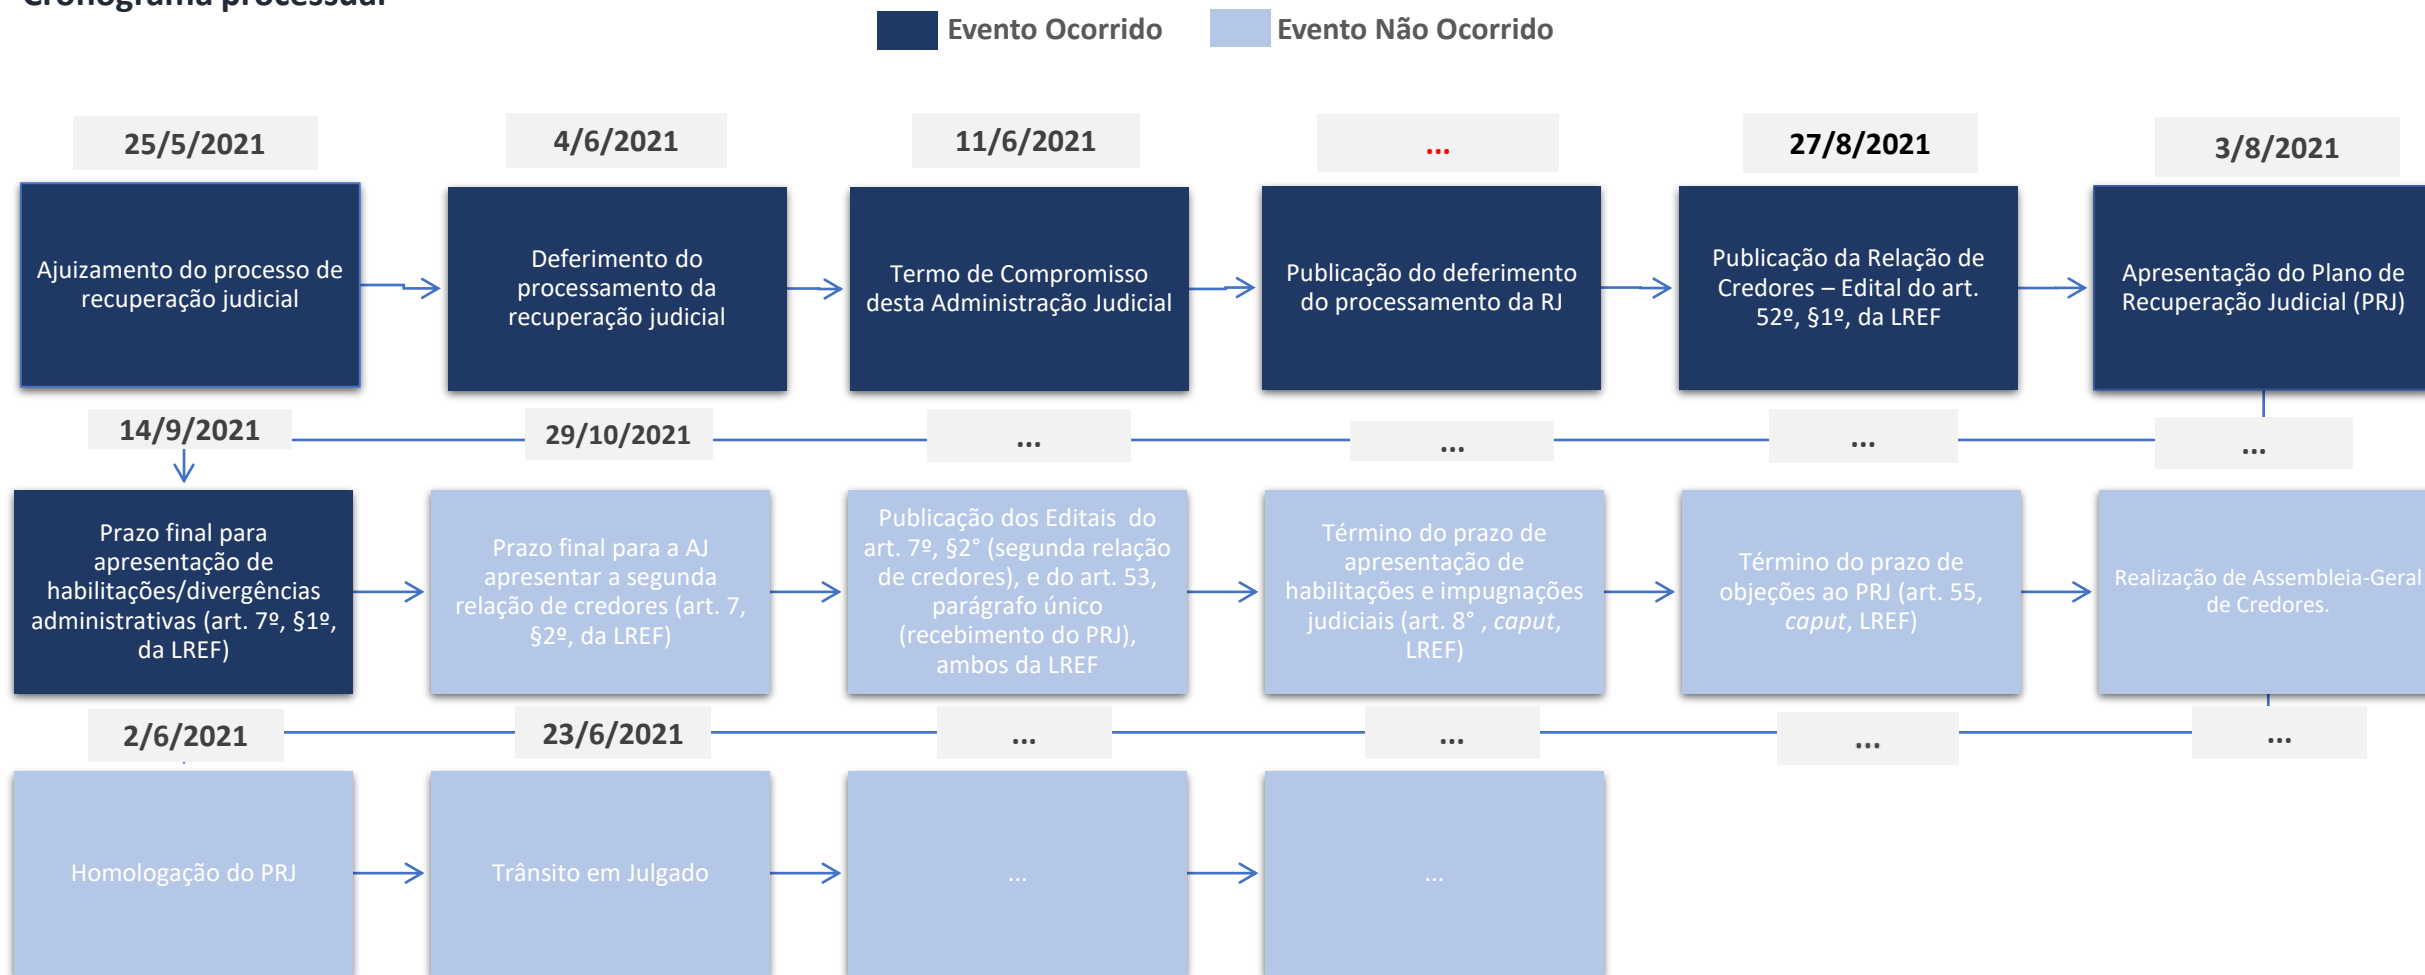 Cronograma processual
Evento Ocorrido
Evento Não Ocorrido
25/5/2021
4/6/2021
11/6/2021
...
27/8/2021
3/8/2021
Ajuizamento do processo de
recuperação judicial
Deferimento do
processamento da
recuperação judicial
Termo de Compromisso
desta Administração Judicial
Publicação do deferimento
do processamento da RJ
Publicação da Relação de
Credores – Edital do art.
52º, §1º, da LREF
Apresentação do Plano de
Recuperação Judicial (PRJ)
14/9/2021
29/10/2021
...
...
...
...
Prazo final para
apresentação de
habilitações/divergências
administrativas (art. 7º, §1º,
da LREF)
Prazo final para a AJ
apresentar a segunda
relação de credores (art. 7,
§2º, da LREF)
Publicação dos Editais do
art. 7º, §2° (segunda relação
de credores), e do art. 53,
parágrafo único
(recebimento do PRJ),
ambos da LREF
Término do prazo de
apresentação de
habilitações e impugnações
judiciais (art. 8° , caput,
LREF)
Término do prazo de
objeções ao PRJ (art. 55,
caput, LREF)
Realização de Assembleia-Geral
de Credores.
2/6/2021
23/6/2021
...
...
...
...
Homologação do PRJ
Trânsito em Julgado
...
...